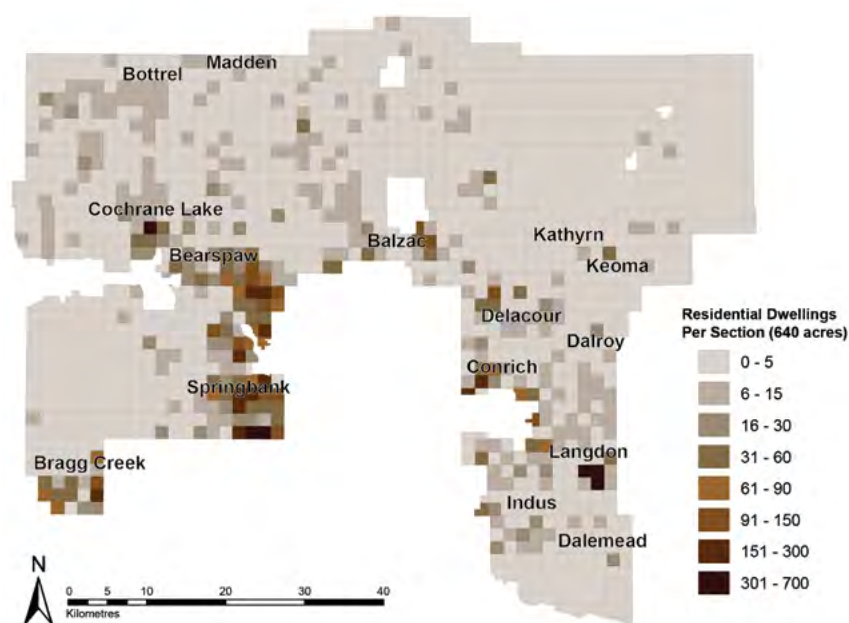 Madden
Bottrel
Cochrane Lake
Bearspaw
Balzac
Kathyrn
Keoma
Delacour
Dalroy
Conrich
Springbank
Bragg Creek
Langdon
Indus
Dalemead
Residential Dwellings
Per Section (640 acres)
0 - 5
6 - 15
16 - 30
31 - 60
61 - 90
91 - 150
151 - 300
301 - 700
N
0 5 10 20 30 40
Kilometres